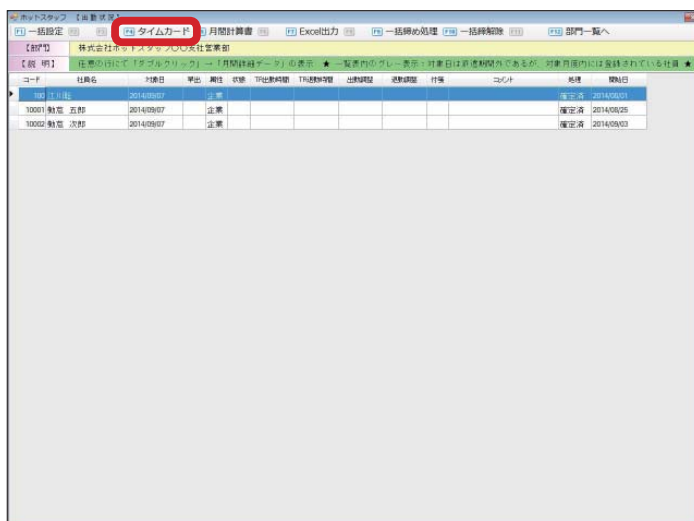 ホットスタッフ 【出勤状況】
F1 一括設定 F4 タイムカード 月間計算書 F7 Excel出力 F9 一括締め処理 F10 一括締解除 F12 部門一覧へ
【部門】 株式会社ホットスタッフ〇〇支社営業部
【説 明】 任意の行にて「ダブルクリック」→「月間詳細データ」の表示 ★ 一覧表内のグレー表示：対象日は派遣期間外であるが、対象月度内には登録されている社員 ★
コード 社員名 対象日 早出 属性 状態 TR出勤時間 TR退勤時間 出勤調整 退勤調整 付箋 コメント 処理 開始日
100 2014/09/07 企業 確定済 2014/08/01
10001 勤怠 五郎 2014/09/07 企業 確定済 2014/08/25
10002 勤怠 次郎 2014/09/07 企業 確定済 2014/09/03